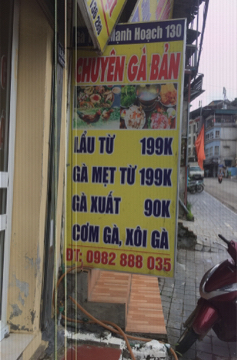 Mạnh Hoạch 130
CHUYÊN GÀ BẢN
LẨU TỪ 199K
GÀ MẸT TỪ 199K
GÀ XUẤT 90K
CƠM GÀ, XÔI GÀ
ĐT: 0982 888 035